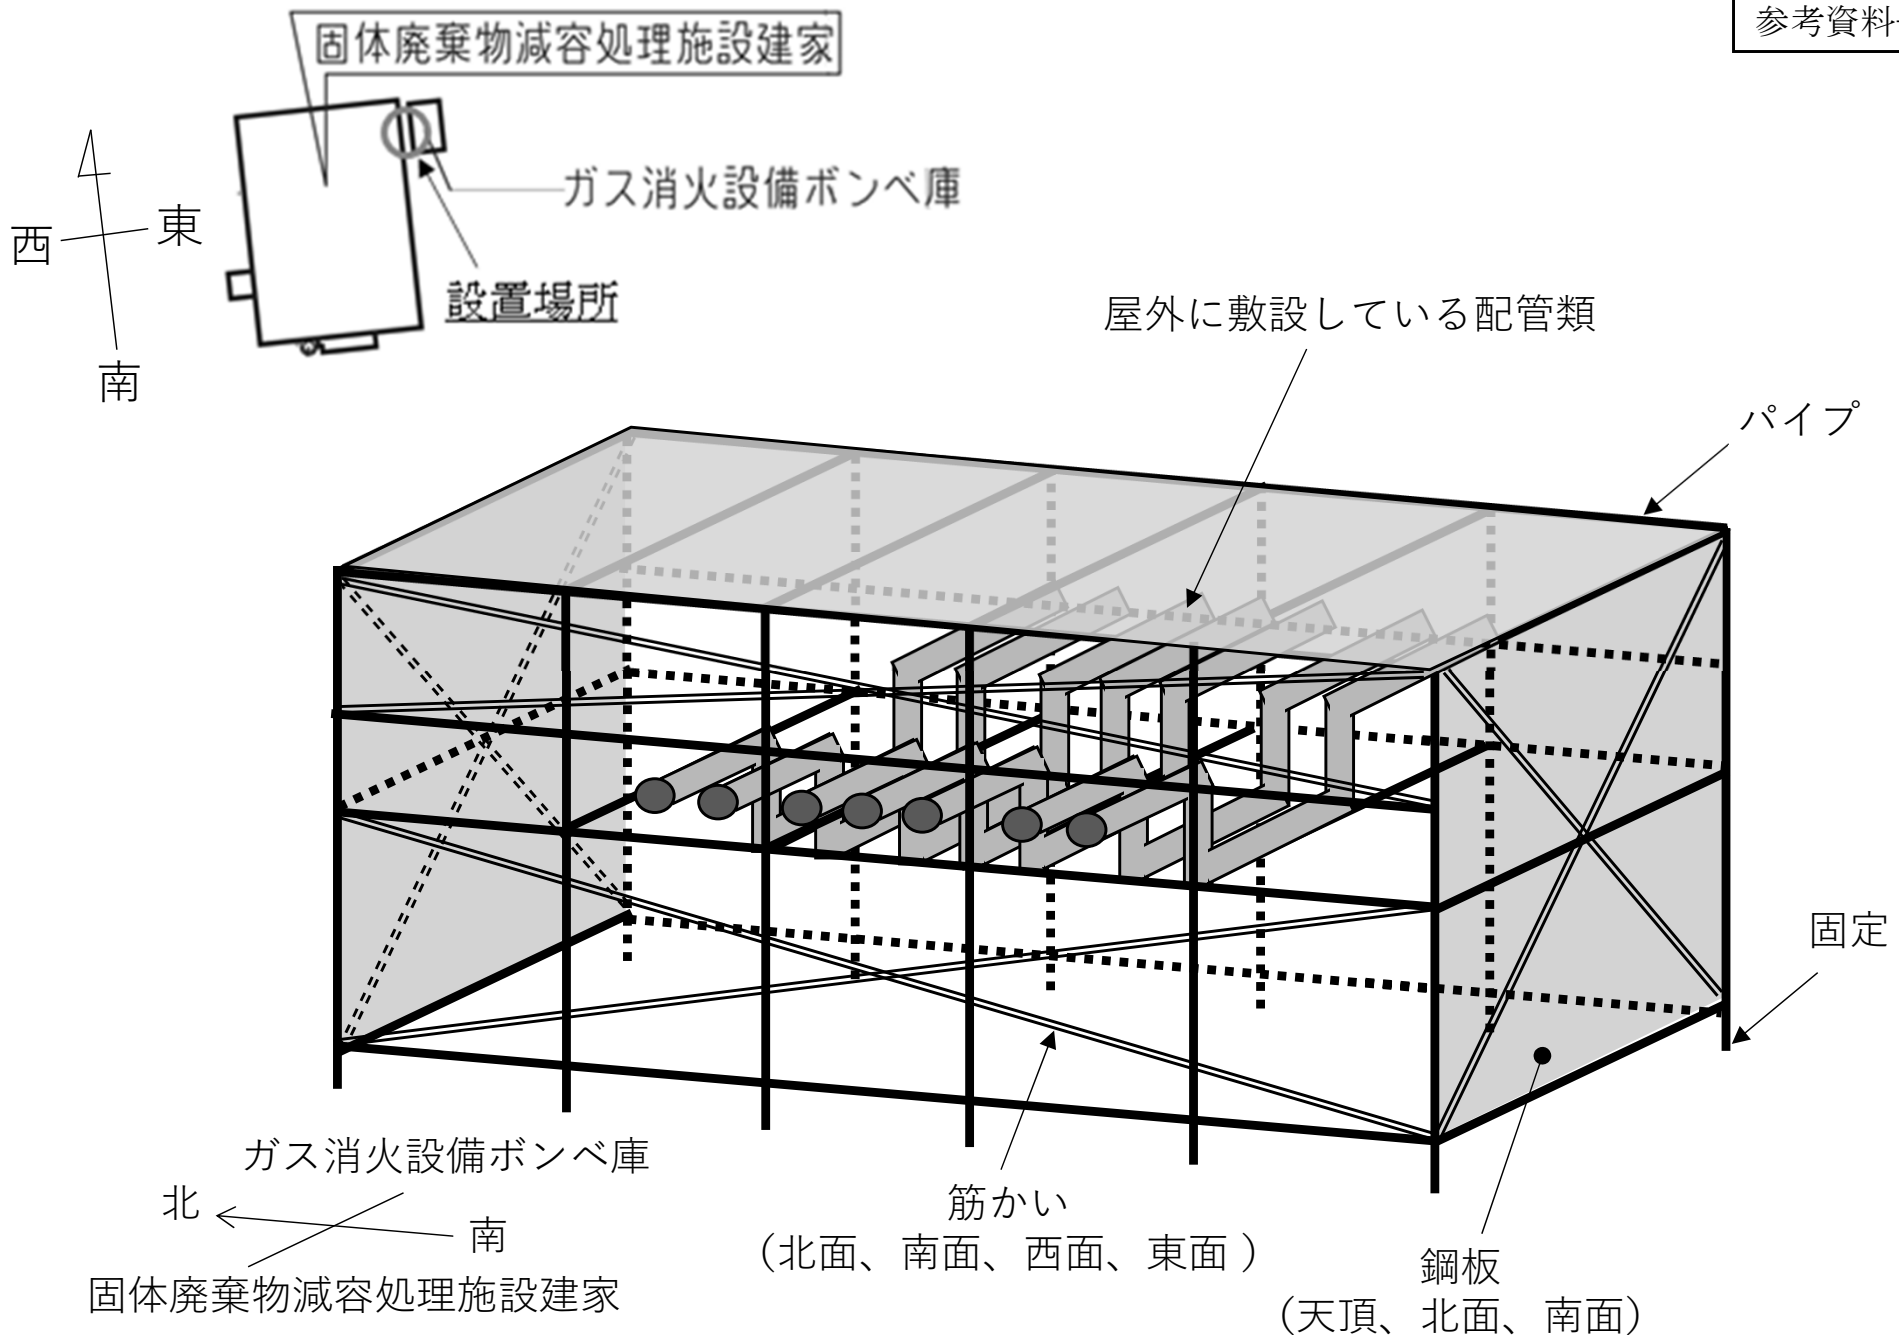 参考資料
固体廃棄物減容処理施設建家
ガス消火設備ボンベ庫
西
東
設置場所
南
屋外に敷設している配管類
パイプ
固定
ガス消火設備ボンベ庫
北
南
固体廃棄物減容処理施設建家
筋かい
（北面、南面、西面、東面）
鋼板
（天頂、北面、南面）